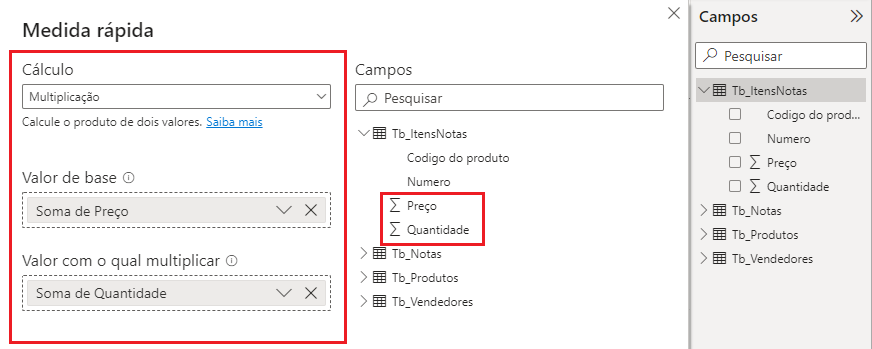 Medida rápida
Cálculo
Multiplicação
Calcule o produto de dois valores. Saiba mais
Valor de base
Soma de Preço
Valor com o qual multiplicar
Soma de Quantidade
Campos
Pesquisar
Tb_ItensNotas
Codigo do produto
Numero
Preço
Quantidade
Tb_Notas
Tb_Produtos
Tb_Vendedores
Campos
Pesquisar
Tb_ItensNotas
Codigo do prod...
Numero
Preço
Quantidade
Tb_Notas
Tb_Produtos
Tb_Vendedores